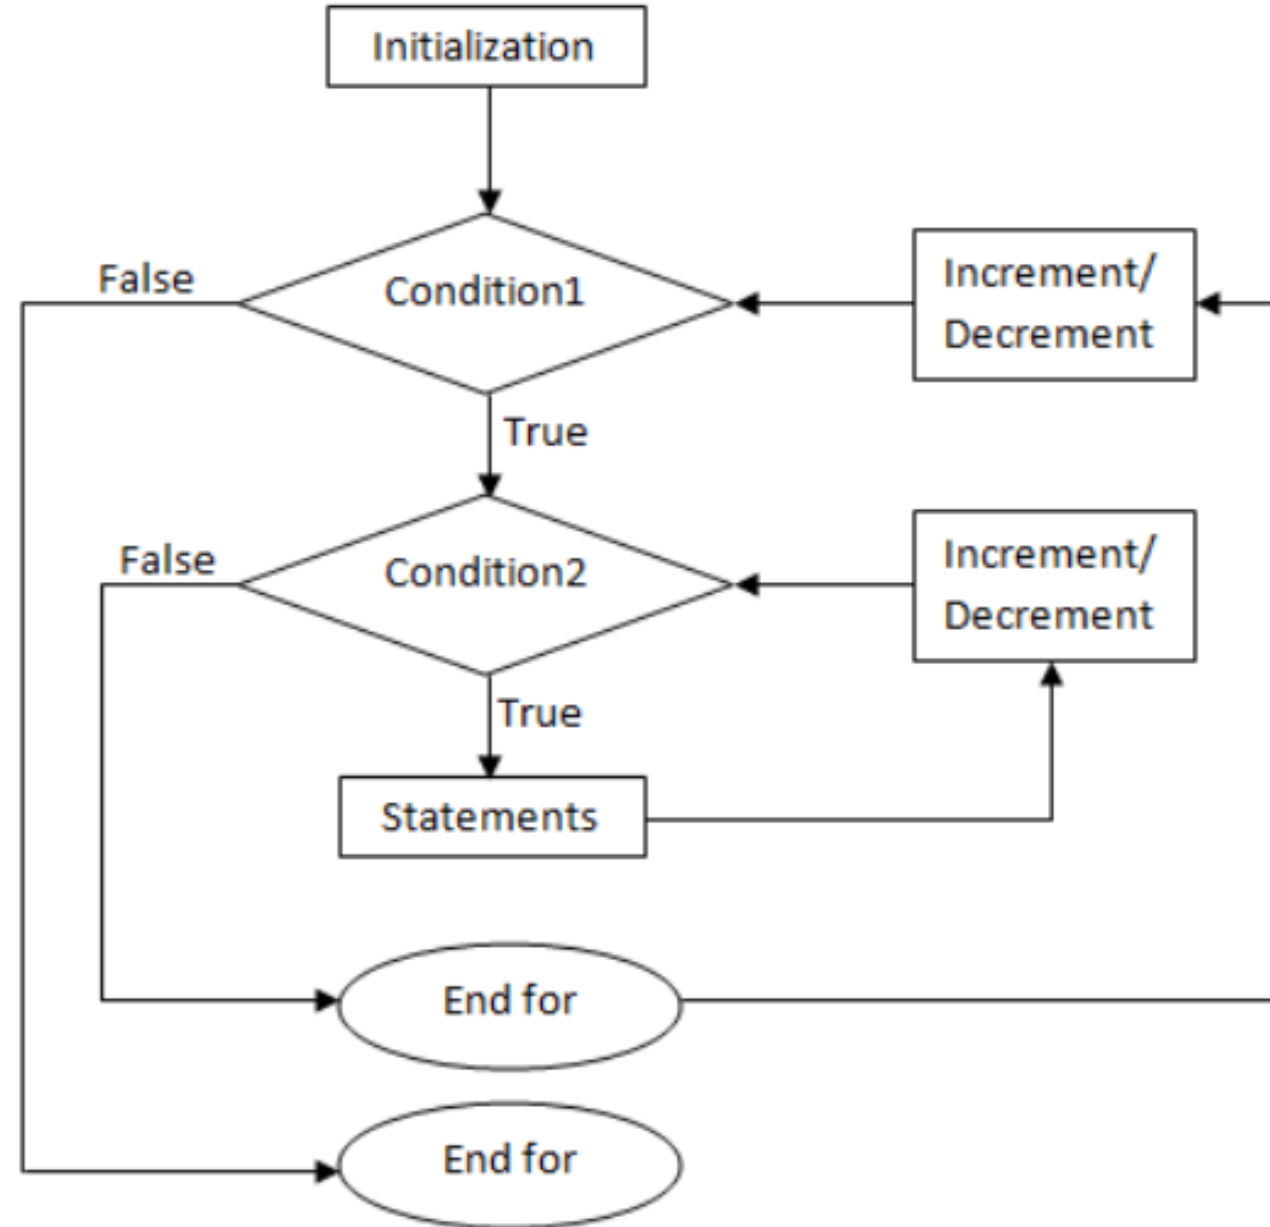 Initialization
False
Condition1
Increment/
Decrement
True
False
Condition2
Increment/
Decrement
True
Statements
End for
End for